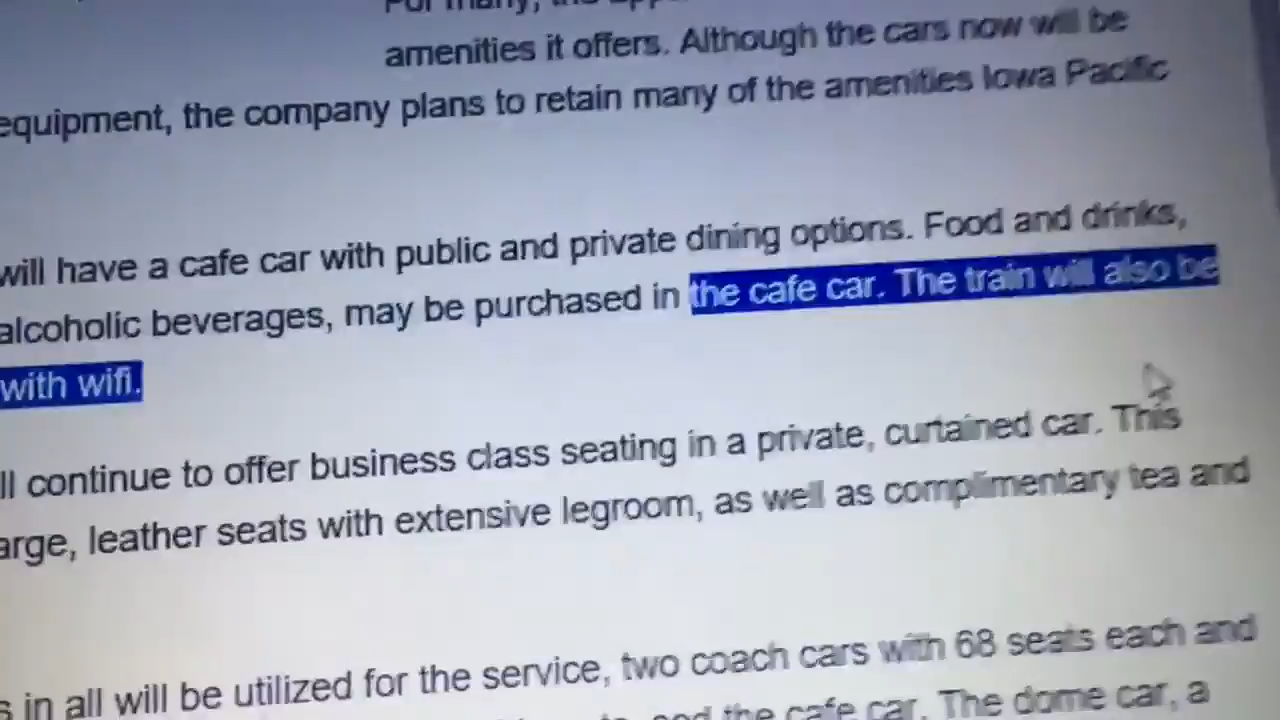 For many, the
amenities it offers. Although the cars now will be
equipment, the company plans to retain many of the amenities Iowa Pacific
will have a cafe car with public and private dining options. Food and drinks,
alcoholic beverages, may be purchased in the cafe car. The train will also be
with wifi.
ll continue to offer business class seating in a private, curtained car. This
arge, leather seats with extensive legroom, as well as complimentary tea and
s in all will be utilized for the service, two coach cars with 68 seats each and
and the cafe car. The dome car, a